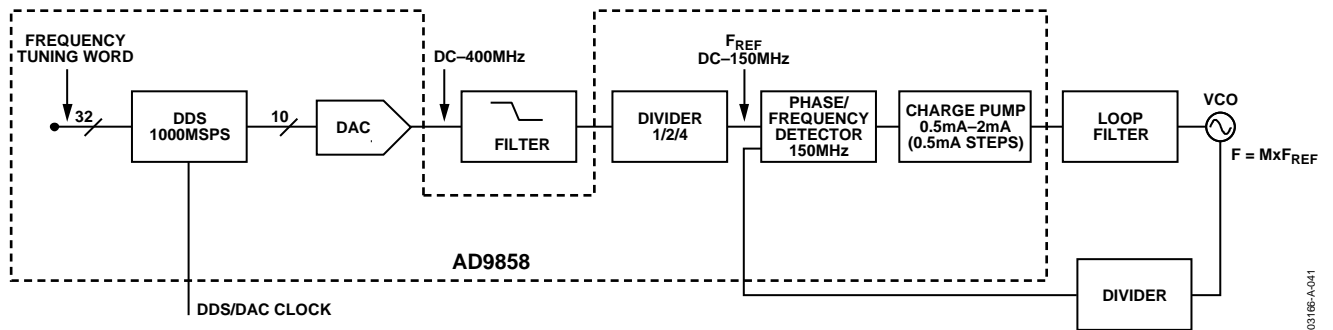 FREQUENCY
TUNING WORD
32
DDS
1000MSPS
10
DAC
DC–400MHz
FILTER
DIVIDER
1/2/4
FREF
DC–150MHz
PHASE/
FREQUENCY
DETECTOR
150MHz
CHARGE PUMP
0.5mA–2mA
(0.5mA STEPS)
LOOP
FILTER
VCO
F = MxFREF
AD9858
DDS/DAC CLOCK
DIVIDER
03166-A-041